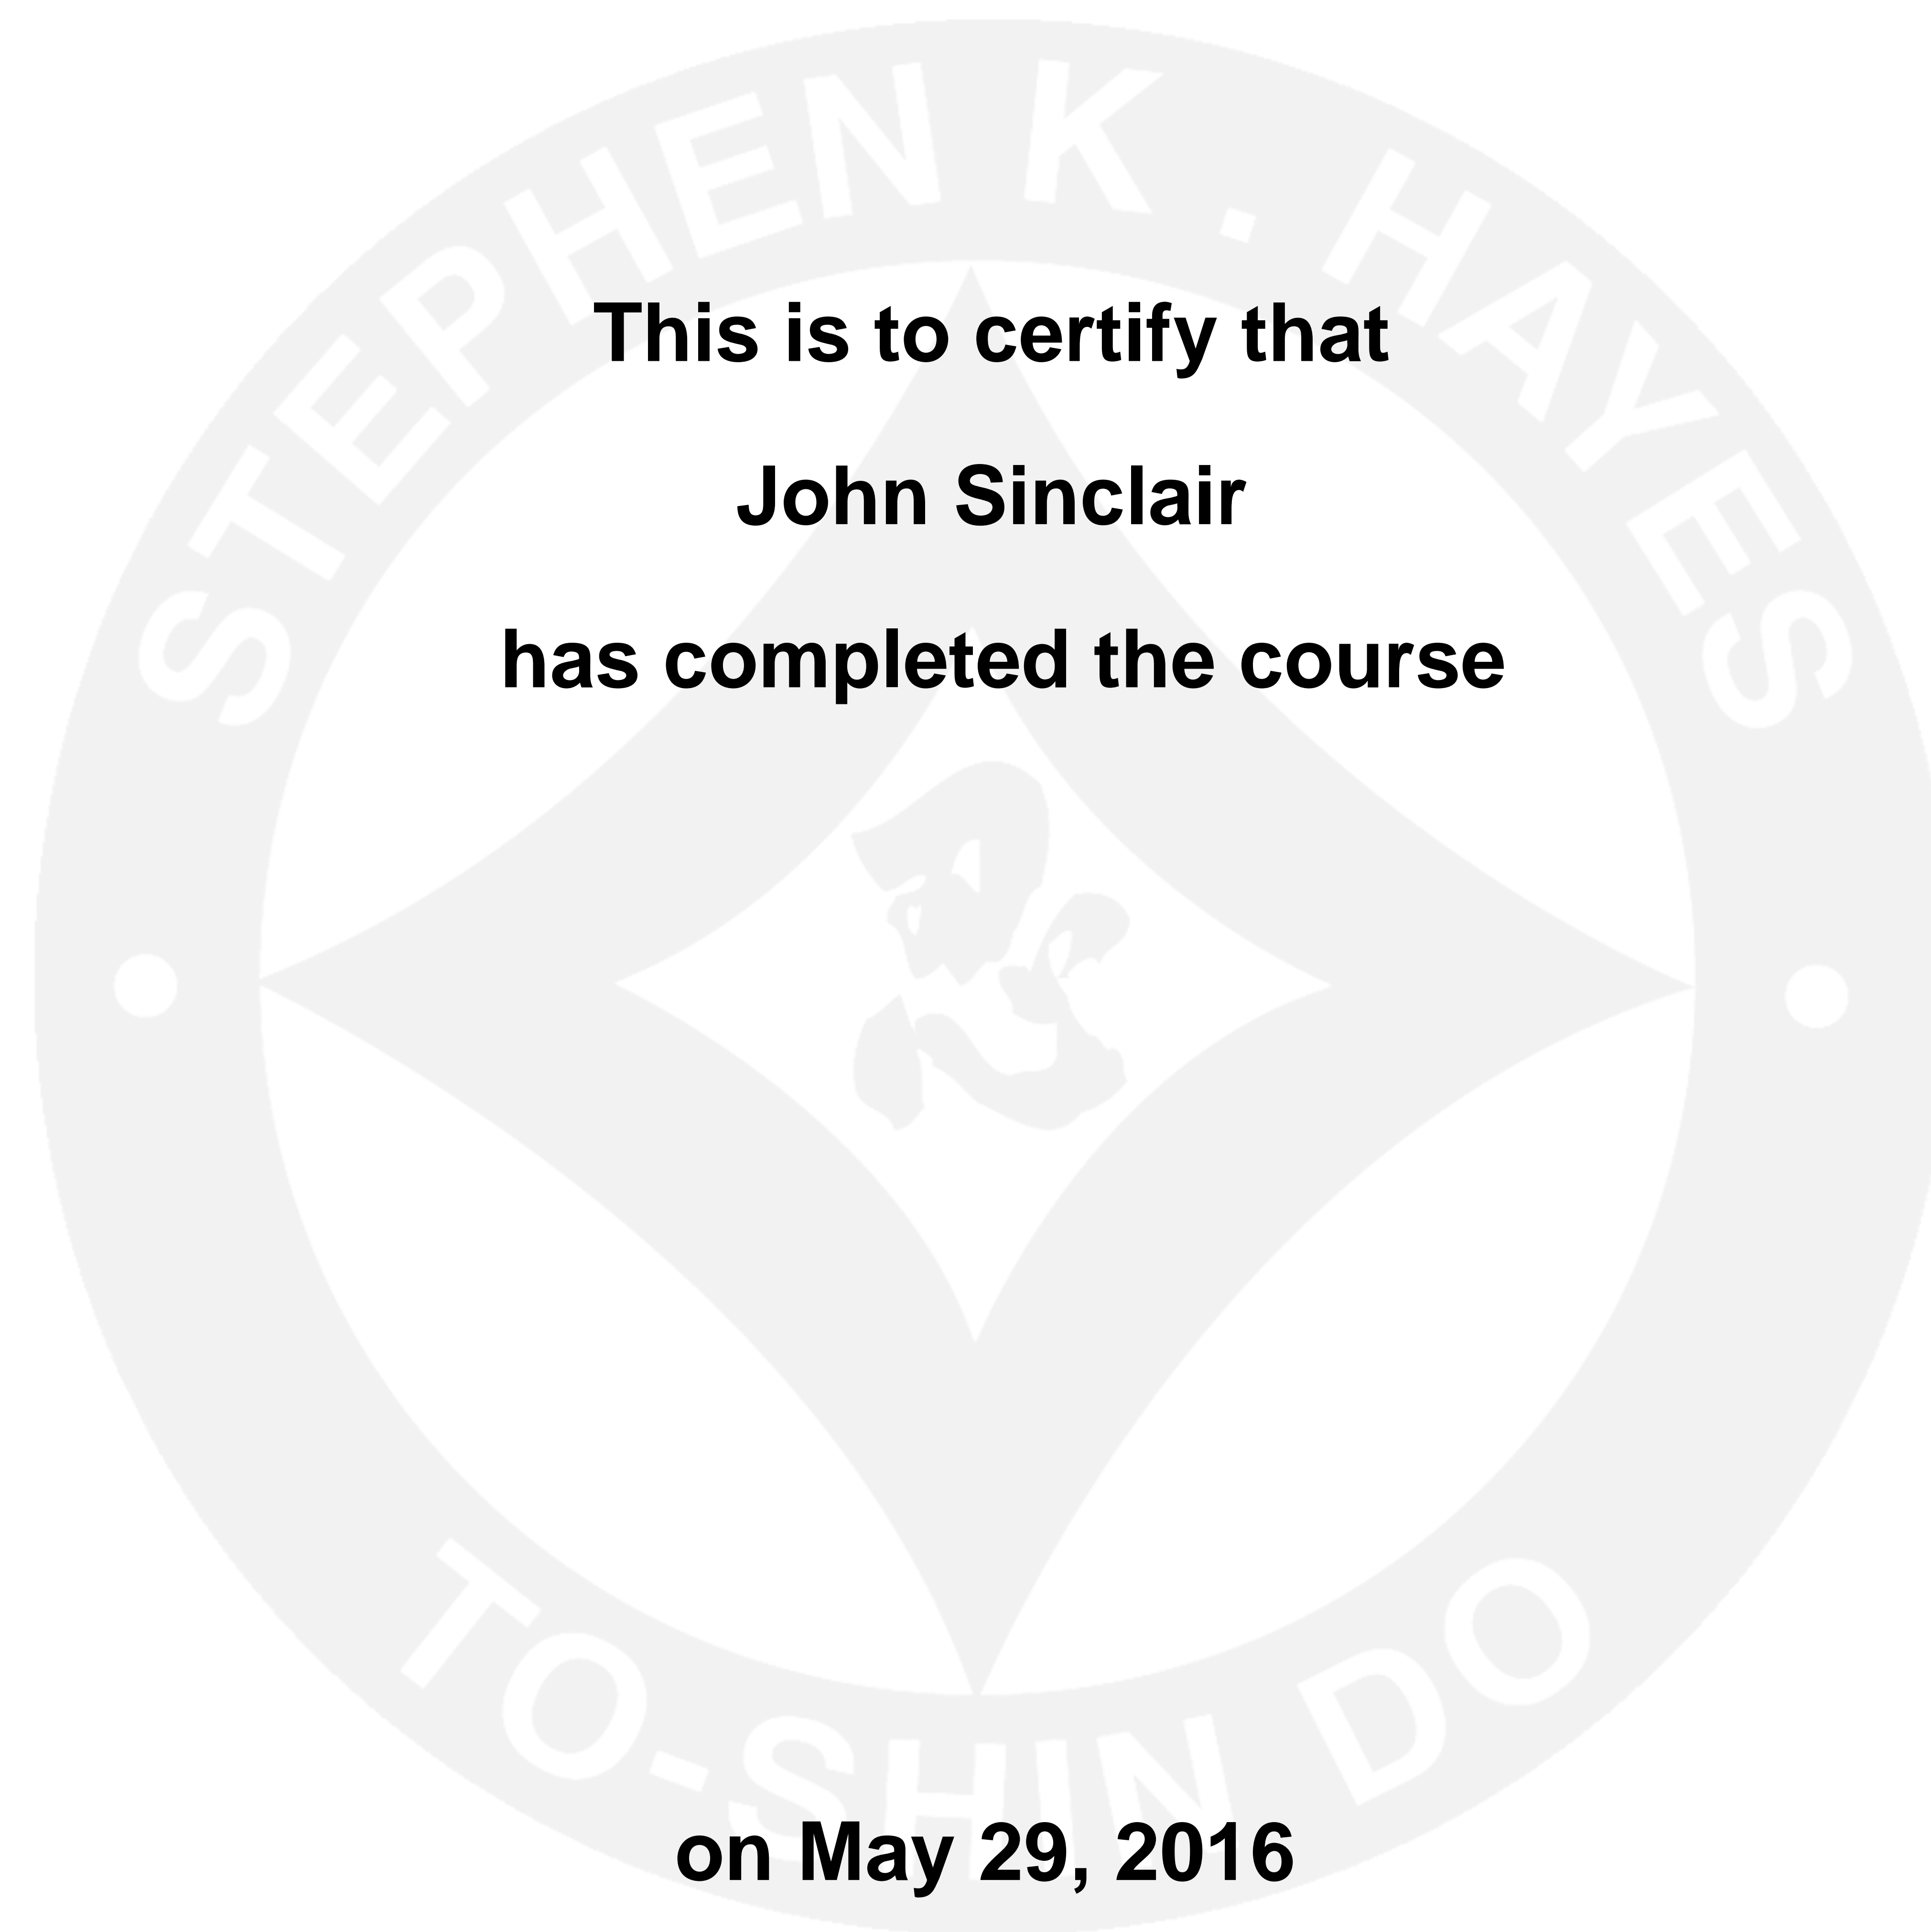 STEPHEN K. HAYES
This is to certify that
John Sinclair
has completed the course
忍
TO-SHIN DO
on May 29, 2016